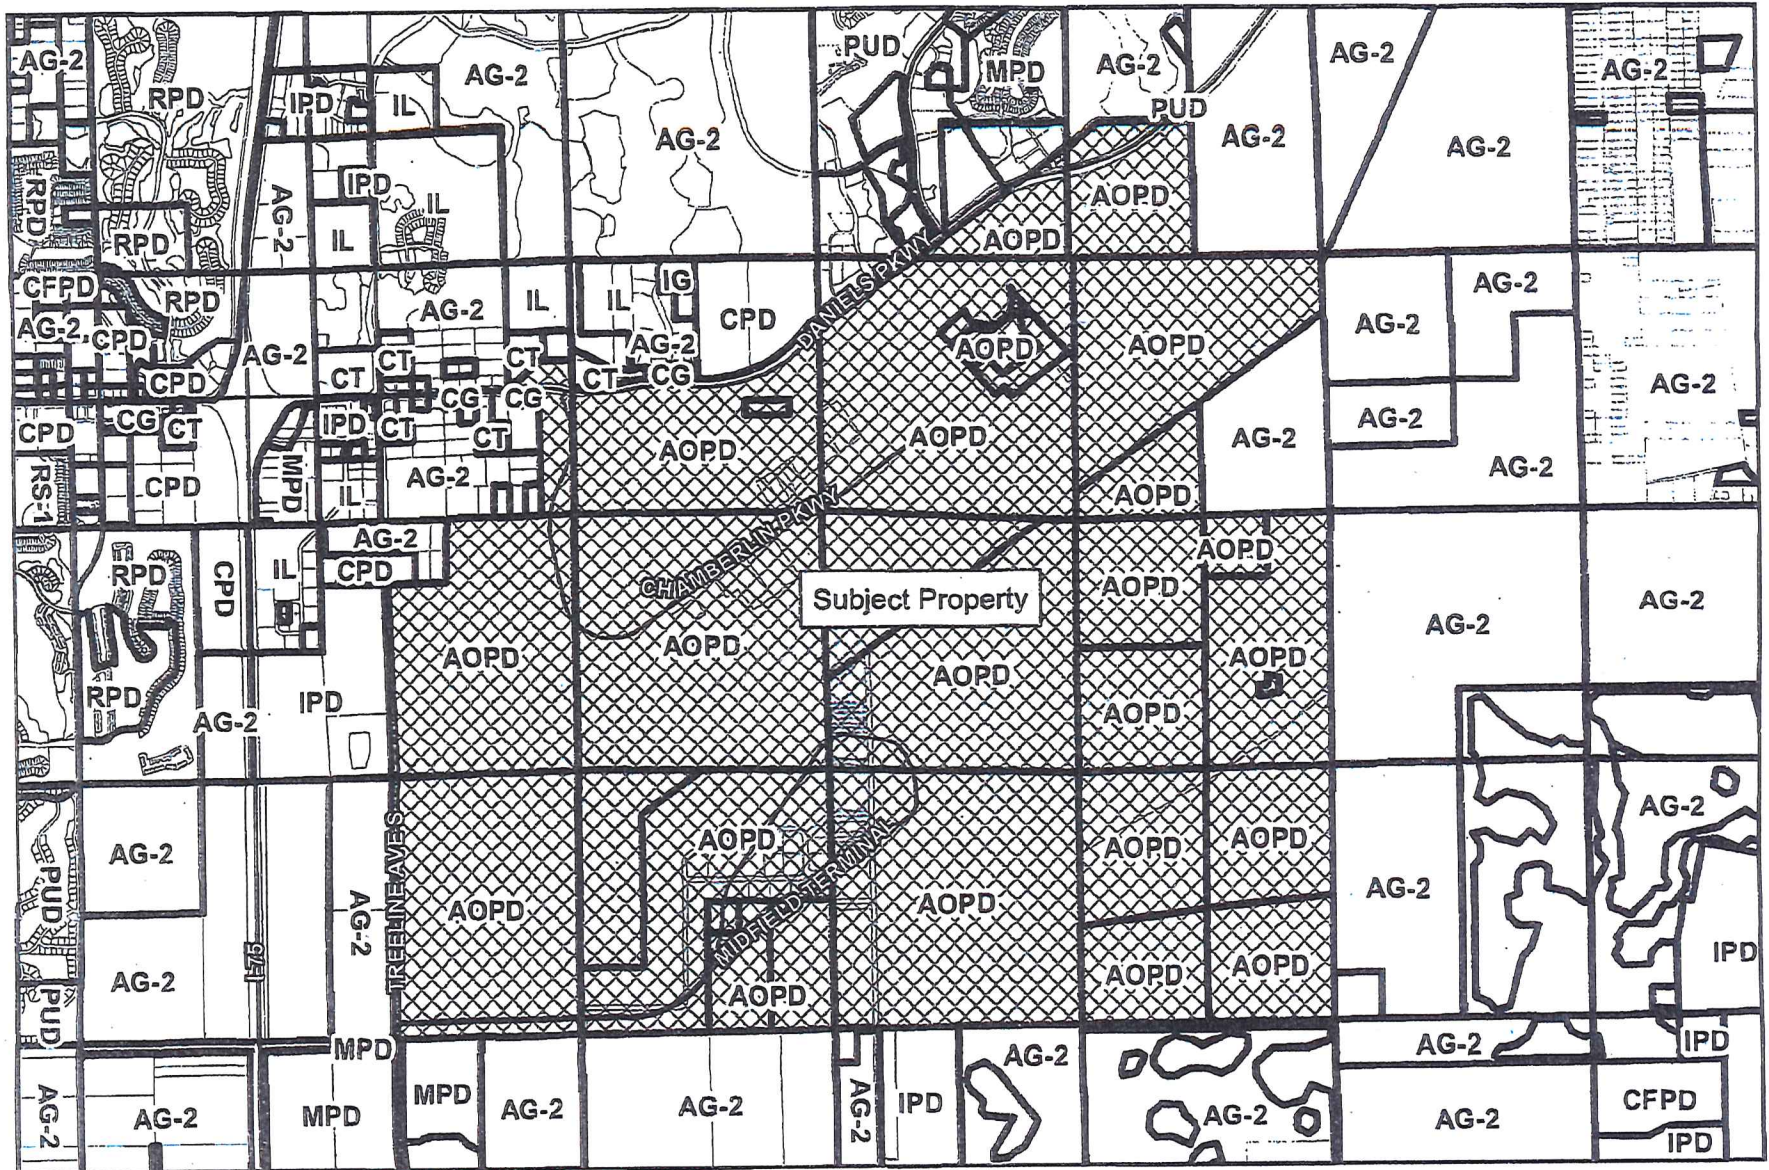 AG-2
RPD
IPD
IL
AG-2
AG-2
PUD
MPD
AG-2
PUD
AG-2
AG-2
AG-2
AG-2
RPD
RPD
AG-2
IPD
IL
IL
AOPD
AOPD
DANIELS PKWY
CFPD
RPD
AG-2
CPD
CPD
AG-2
AG-2
IL
IL
IG
CPD
AG-2
CT
CT
CT
CT
CG
AOPD
AOPD
AG-2
AG-2
AG-2
AG-2
CPD
CG
CT
IPD
CT
CG
CG
CT
AOPD
AOPD
AG-2
AG-2
RS-1
CPD
MPD
IL
AG-2
AOPD
CHAMBERLIN PKWY
RPD
CPD
IL
AG-2
CPD
AOPD
AOPD
Subject Property
AG-2
AG-2
RPD
AG-2
IPD
AOPD
AOPD
AOPD
AOPD
AOPD
AG-2
PUD
AG-2
TREELINE AVE S
AOPD
MIDFIELD TERMINAL
AOPD
AOPD
AG-2
AG-2
AG-2
I-75
AOPD
AOPD
AOPD
AOPD
AOPD
IPD
PUD
MPD
AG-2
AG-2
IPD
AG-2
AG-2
MPD
MPD
AG-2
AG-2
AG-2
IPD
AG-2
AG-2
CFPD
IPD